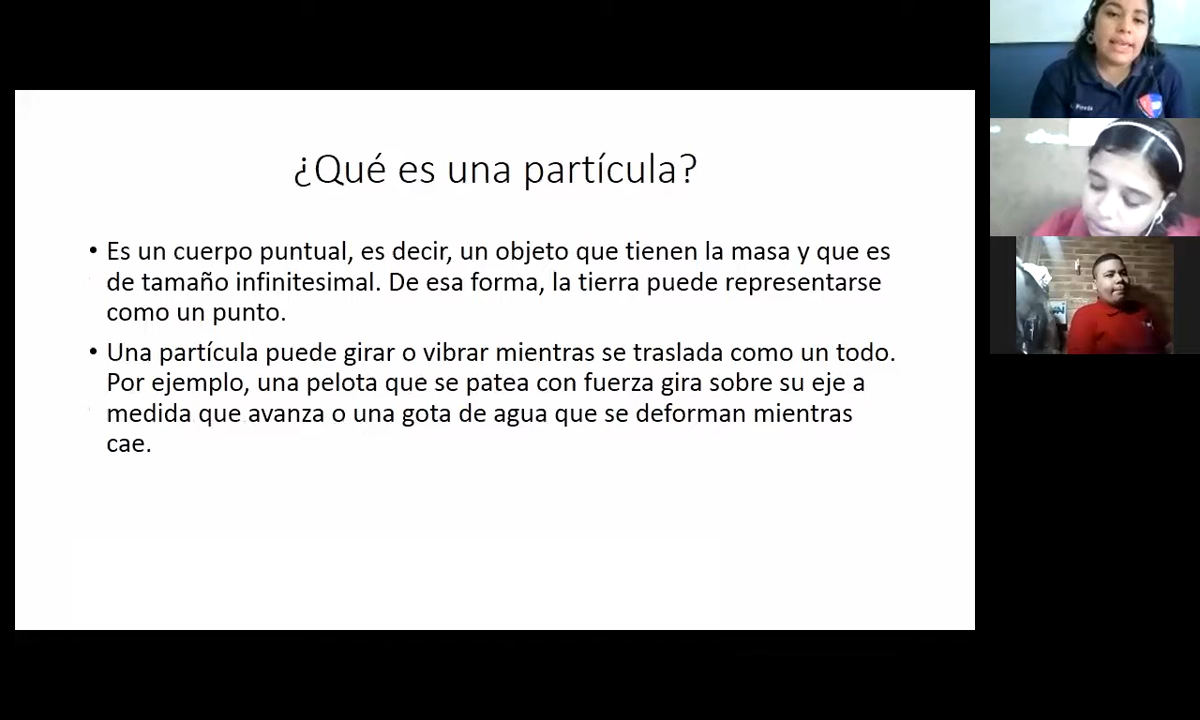 ¿Qué es una partícula?
• Es un cuerpo puntual, es decir, un objeto que tienen la masa y que es
de tamaño infinitesimal. De esa forma, la tierra puede representarse
como un punto.
• Una partícula puede girar o vibrar mientras se traslada como un todo.
Por ejemplo, una pelota que se patea con fuerza gira sobre su eje a
medida que avanza o una gota de agua que se deforman mientras
cae.